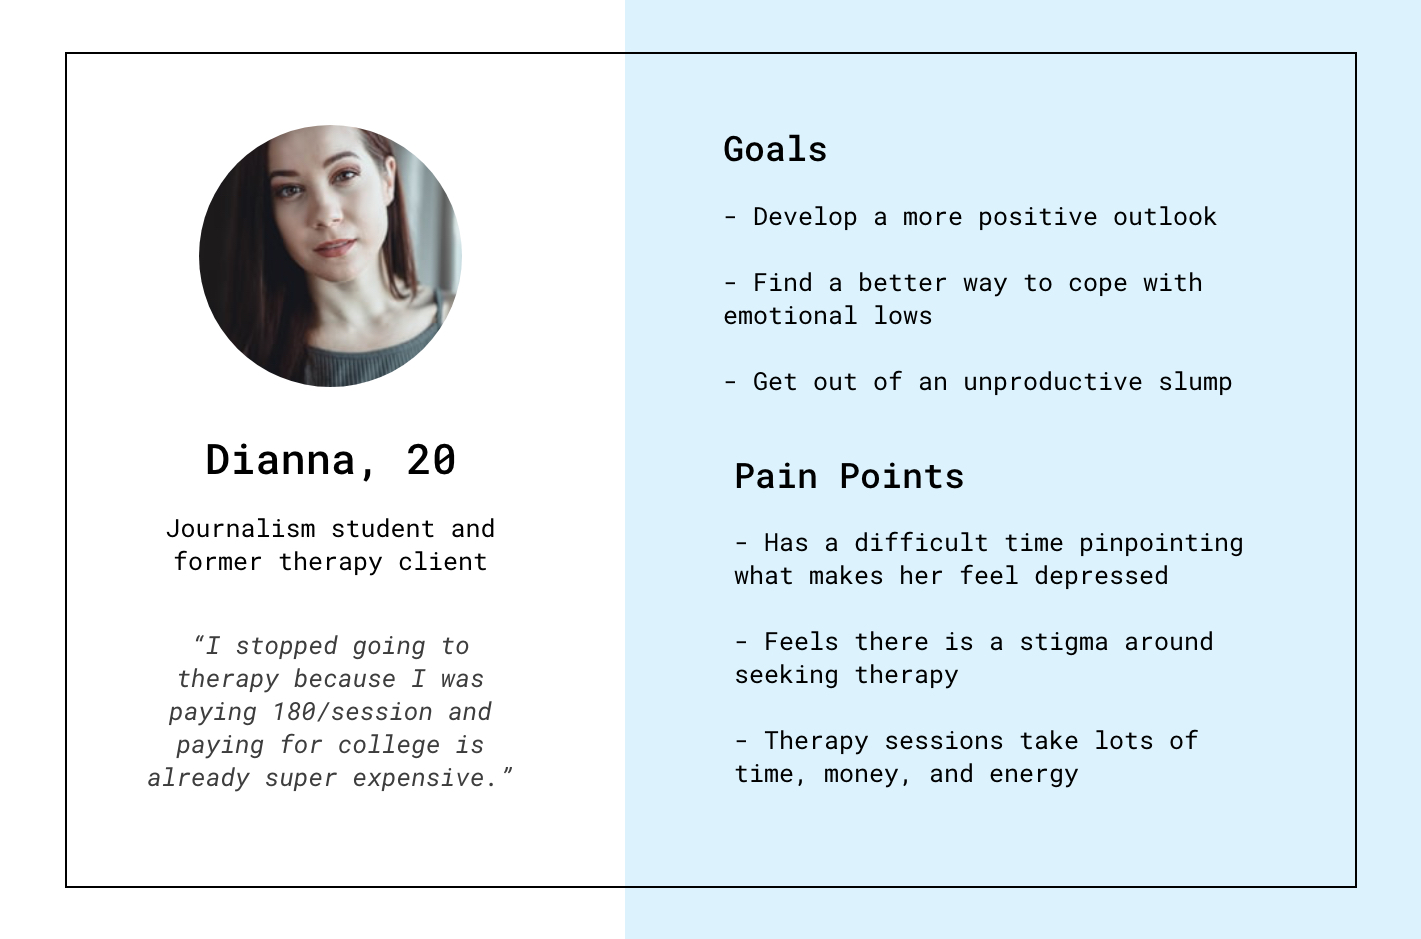 Dianna, 20
Journalism student and
former therapy client
“I stopped going to
therapy because I was
paying 180/session and
paying for college is
already super expensive.”
Goals
- Develop a more positive outlook
- Find a better way to cope with
emotional lows
- Get out of an unproductive slump
Pain Points
- Has a difficult time pinpointing
what makes her feel depressed
- Feels there is a stigma around
seeking therapy
- Therapy sessions take lots of
time, money, and energy